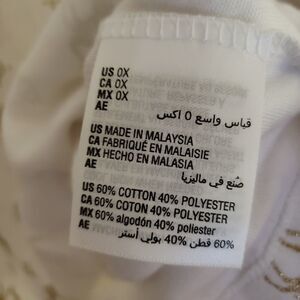 US 0X
CA 0X
MX 0X
AE قياس واسع 0 اكس
US MADE IN MALAYSIA
CA FABRIQUÉ EN MALAISIE
MX HECHO EN MALASIA
AE صُنع في ماليزيا
US 60% COTTON 40% POLYESTER
CA 60% COTON 40% POLYESTER
MX 60% algodón 40% poliester
AE 60% قطن 40% بولي أستر